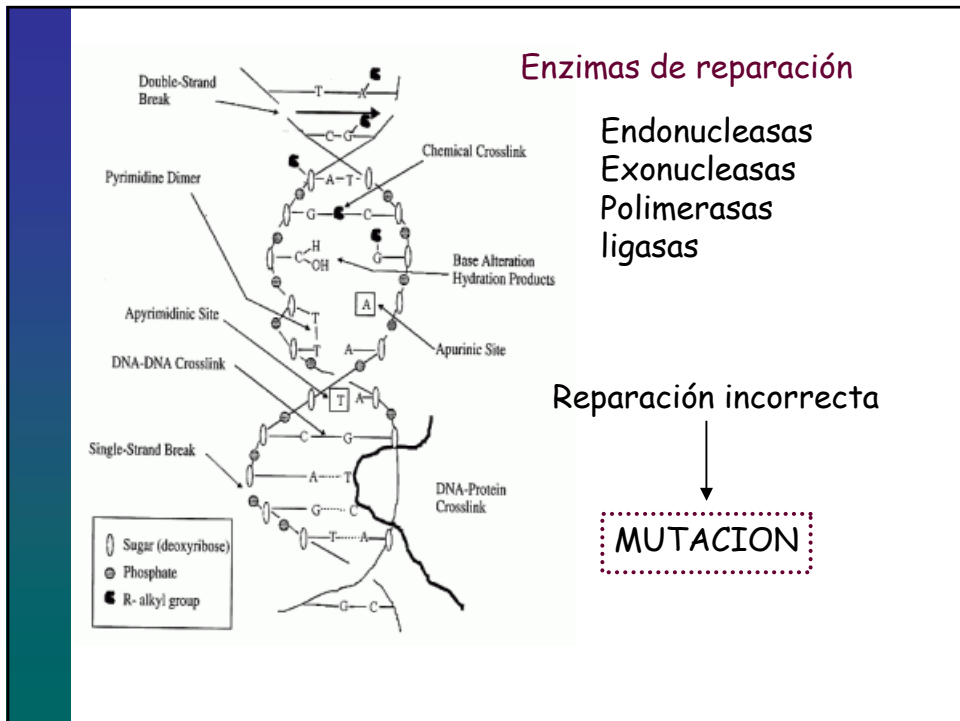 Enzimas de reparación
Endonucleasas
Exonucleasas
Polimerasas
ligasas
Reparación incorrecta
MUTACION
Double-Strand
Break
T A
C G
Chemical Crosslink
Pyrimidine Dimer
A T
G C
C H
OH
G
Base Alteration
Hydration Products
A
T
Apyrimidinic Site
T A
Apurinic Site
DNA-DNA Crosslink
T A
C G
Single-Strand Break
A T
DNA-Protein
Crosslink
G C
T A
G C
Sugar (deoxyribose)
Phosphate
R- alkyl group